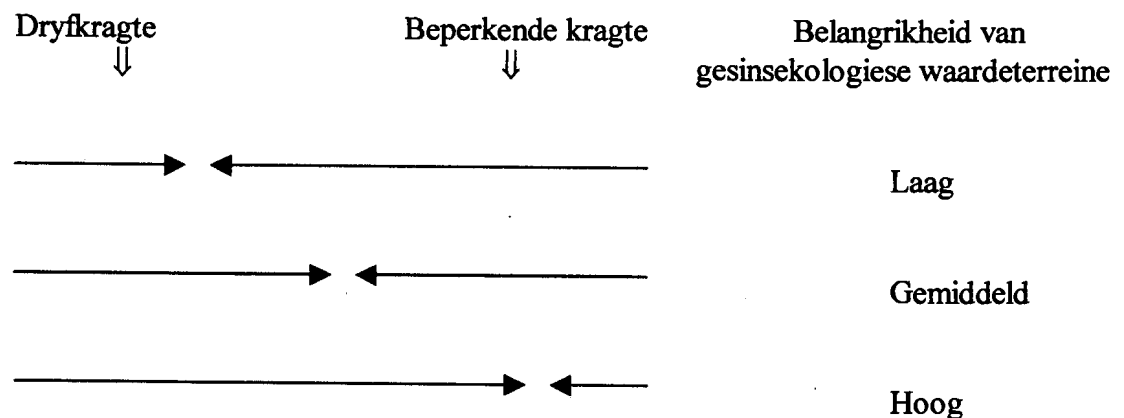 Dryfkragte
Beperkende kragte
Belangrikheid van
gesinsekologiese waardeterreine
Laag
Gemiddeld
Hoog